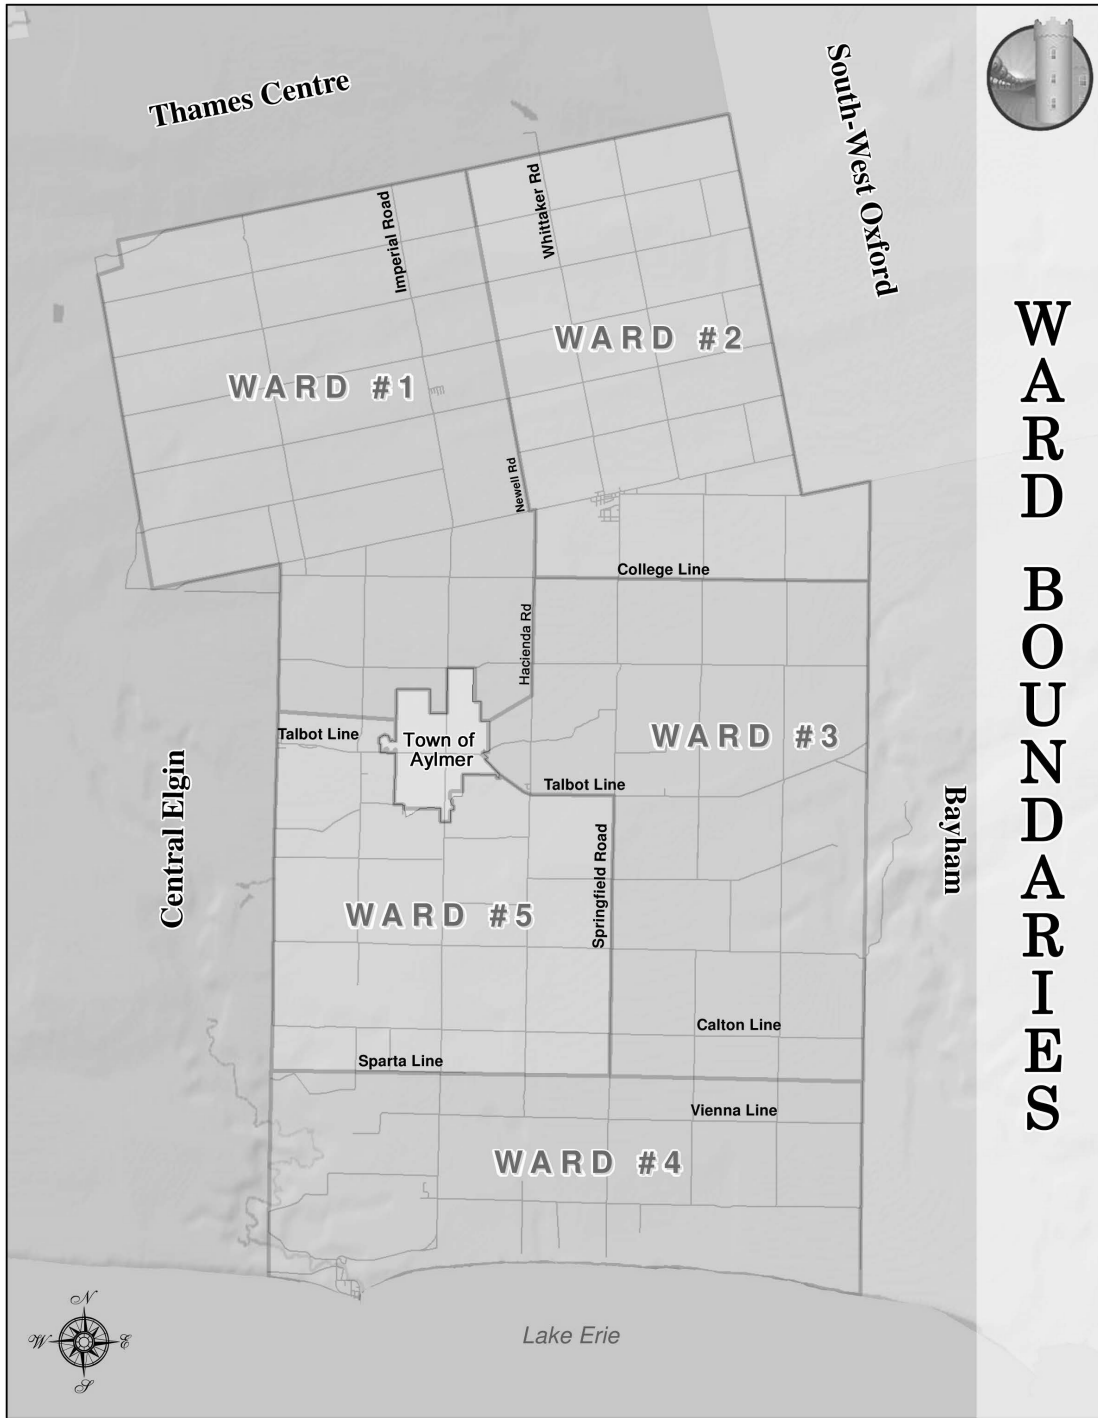 Thames Centre
South-West Oxford
Imperial Road
Whittaker Rd
WARD #2
WARD #1
Newell Rd
College Line
Hacienda Rd
Talbot Line
Town of
Aylmer
WARD #3
Talbot Line
Central Elgin
Bayham
Springfield Road
WARD #5
Calton Line
Sparta Line
Vienna Line
WARD #4
Lake Erie
N
W
E
S
WARD BOUNDARIES